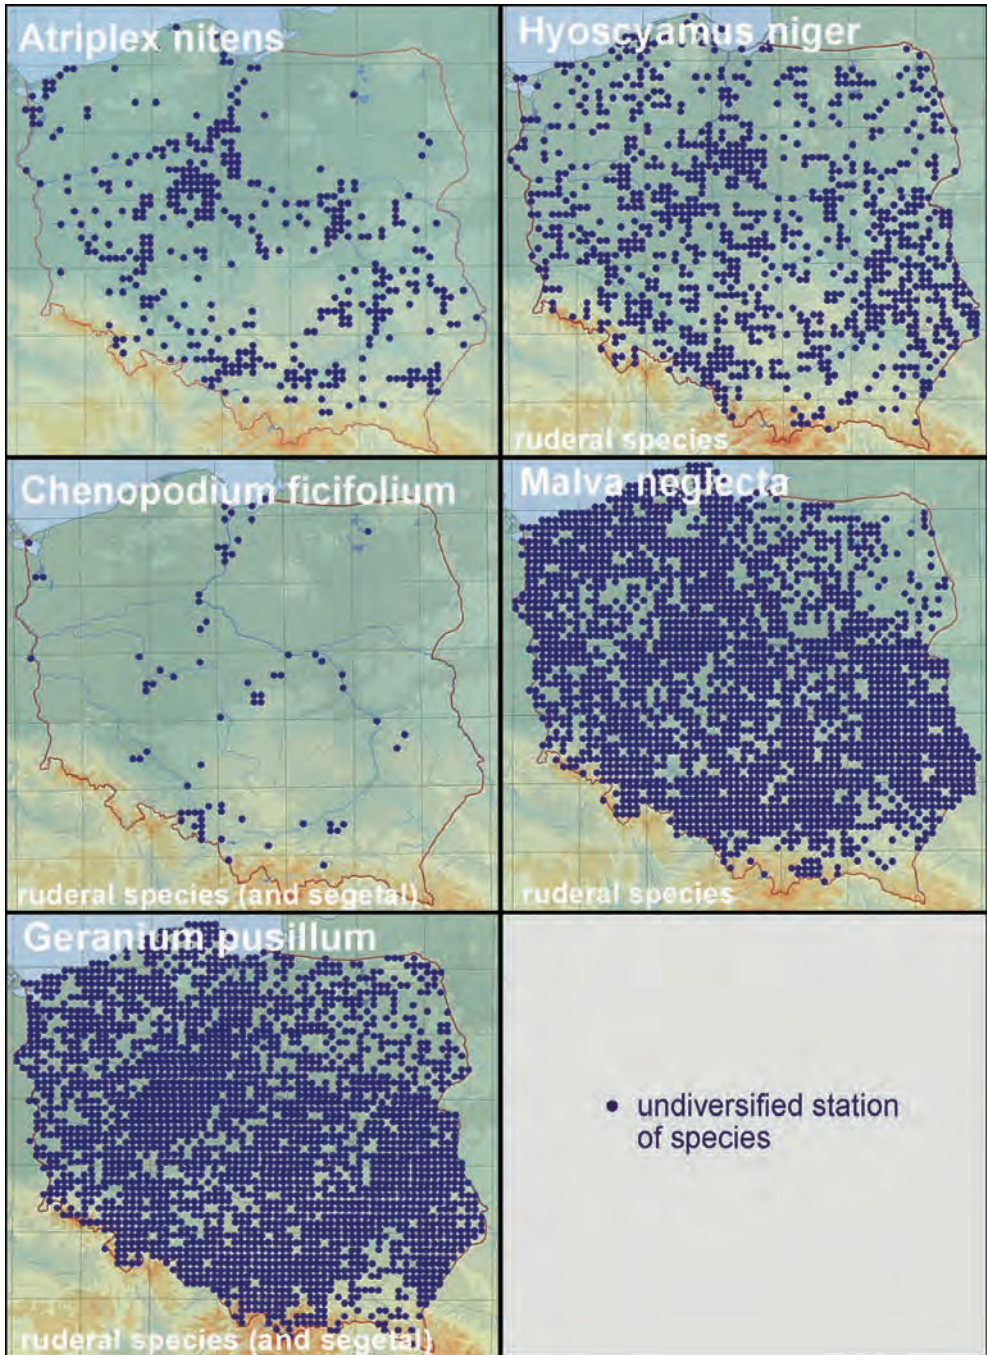 Atriplex nitens
Hyoscyamus niger
ruderal species
Chenopodium ficifolium
ruderal species (and segetal)
Malva neglecta
ruderal species
Geranium pusillum
ruderal species (and segetal)
undiversified station
of species